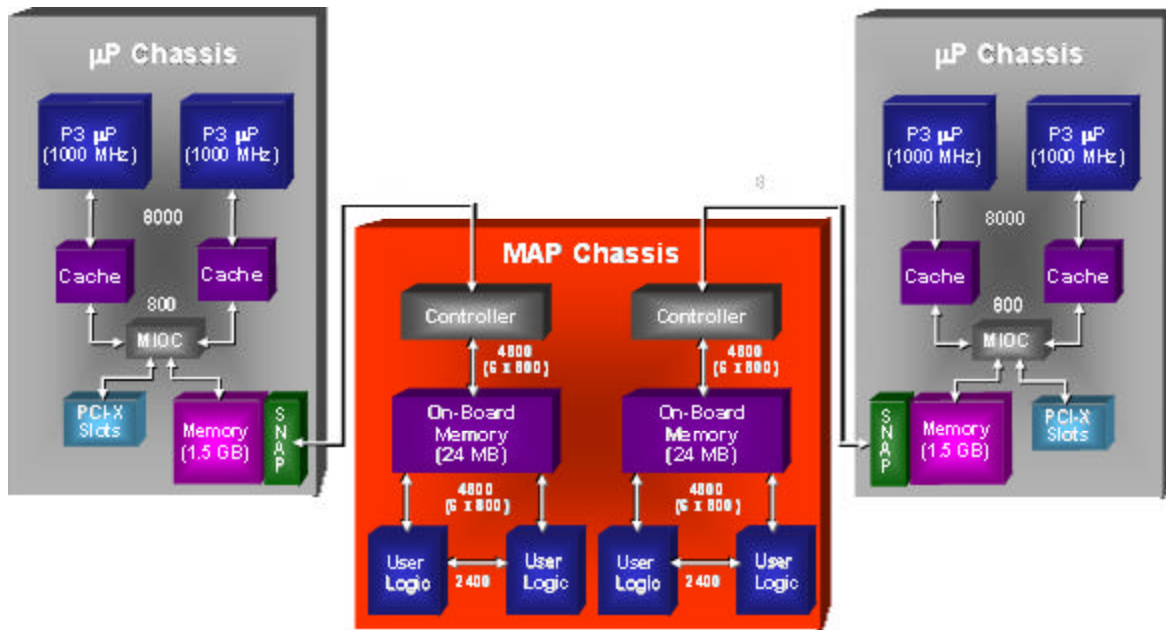 µP Chassis
P3 µP
(1000 MHz)
P3 µP
(1000 MHz)
8000
Cache
Cache
800
MIOC
PCI-X
Slots
Memory
(1.5 GB)
SNAP
MAP Chassis
Controller
Controller
4800
(6 x 800)
4800
(6 x 800)
On-Board
Memory
(24 MB)
On-Board
Memory
(24 MB)
4800
(6 x 800)
4800
(6 x 800)
User
Logic
2400
User
Logic
User
Logic
2400
User
Logic
µP Chassis
P3 µP
(1000 MHz)
P3 µP
(1000 MHz)
8000
Cache
Cache
800
MIOC
SNAP
Memory
(1.5 GB)
PCI-X
Slots